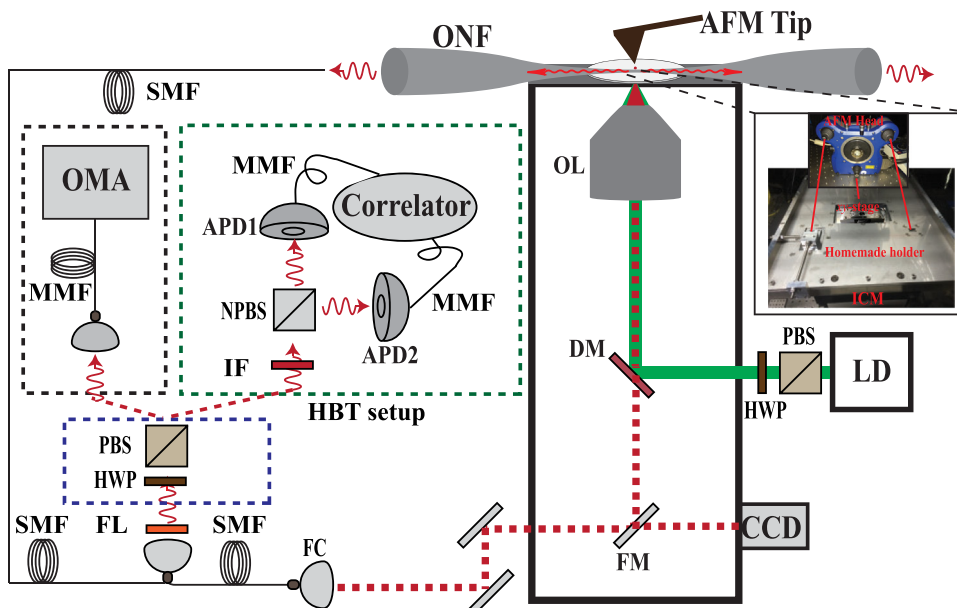 ONF
AFM Tip
SMF
OMA
MMF
MMF
Correlator
APD1
NPBS
APD2
MMF
IF
HBT setup
OL
AFM Head
stage
Homemade holder
ICM
DM
PBS
HWP
LD
PBS
HWP
SMF
FL
SMF
FC
FM
CCD